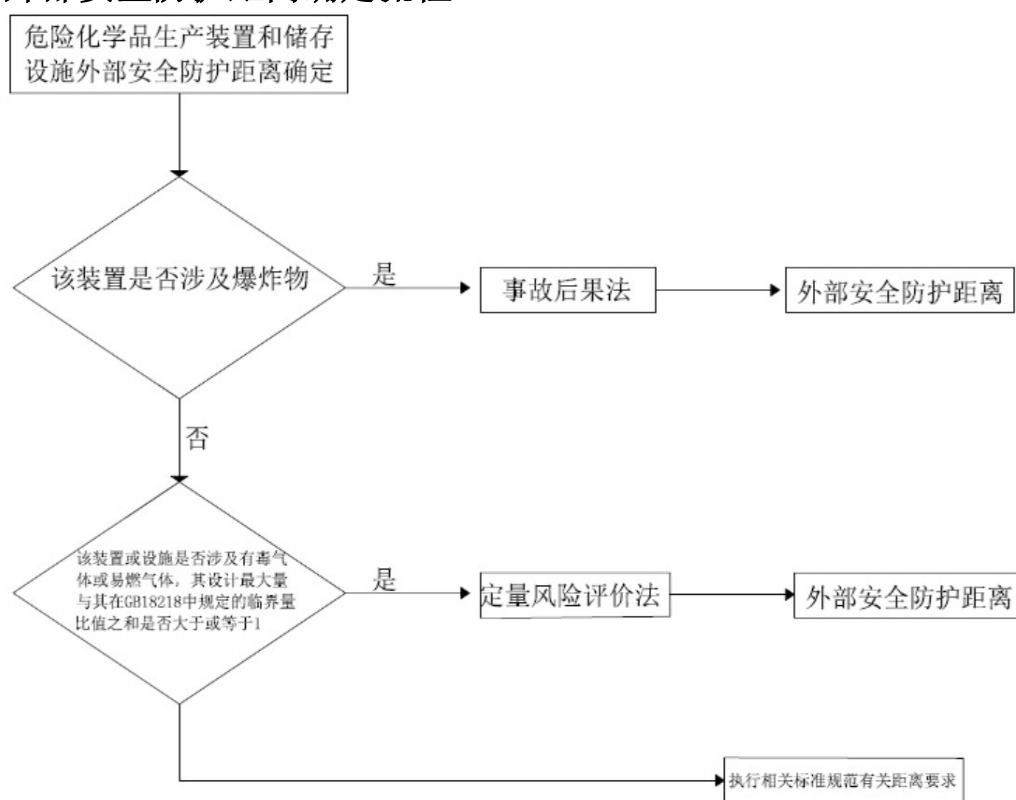 危险化学品生产装置和储存
设施外部安全防护距离确定
该装置是否涉及爆炸物
是
事故后果法
外部安全防护距离
否
该装置或设施是否涉及有毒气
体或易燃气体，其设计最大量
与其在GB18218中规定的临界量
比值之和是否大于或等于1
是
定量风险评价法
外部安全防护距离
执行相关标准规范有关距离要求